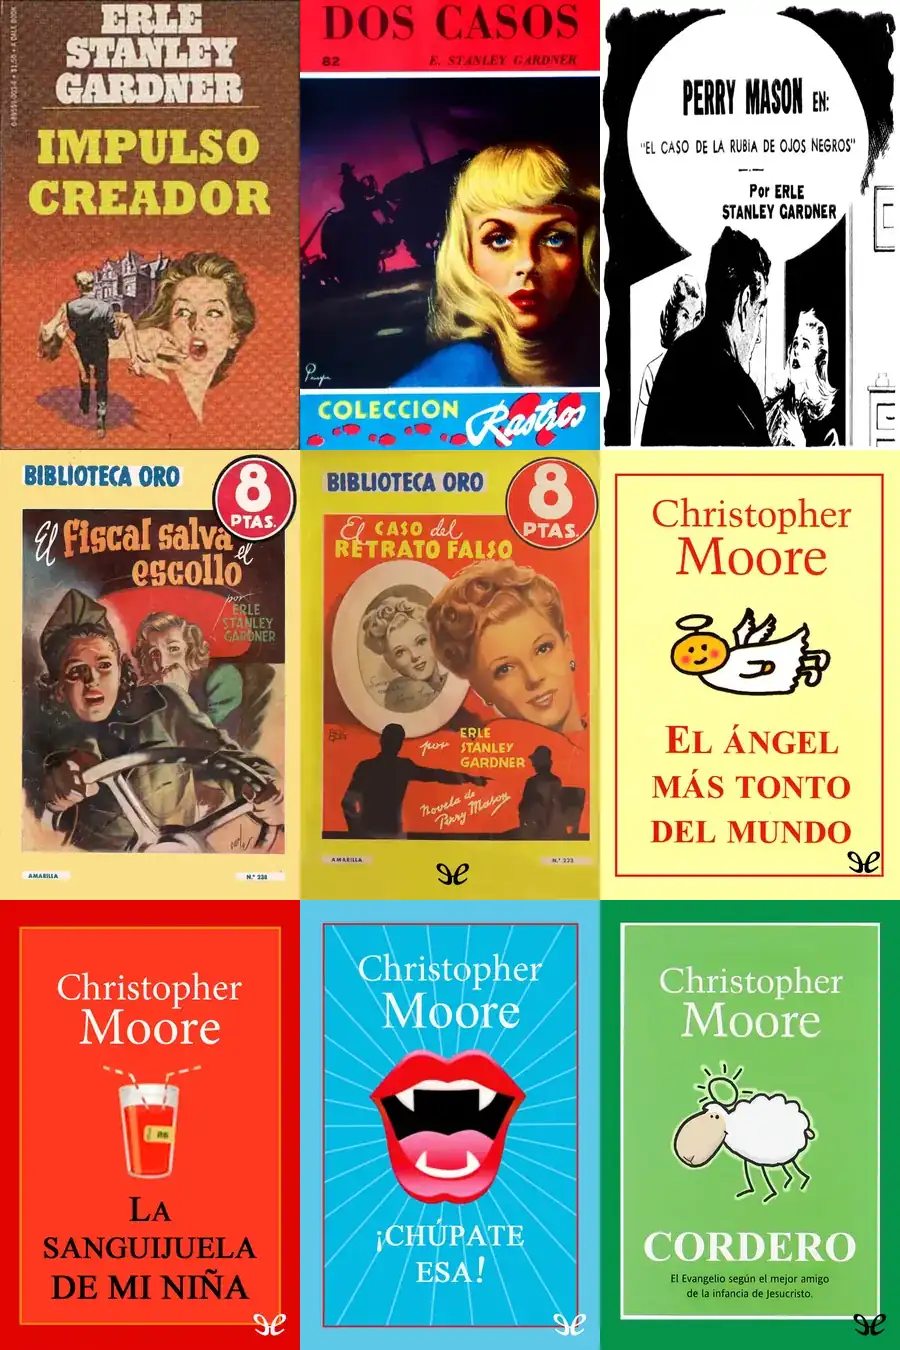 ERLE
STANLEY
GARDNER
IMPULSO
CREADOR
DOS CASOS
82
E. STANLEY GARDNER
COLECCION
Rastros
PERRY MASON EN:
"EL CASO DE LA RUBIA DE OJOS NEGROS"
Por ERLE
STANLEY GARDNER
BIBLIOTECA ORO
8
PTAS.
El fiscal salva
el
escollo
por
ERLE
STANLEY
GARDNER
AMARILLA
N.° 238
BIBLIOTECA ORO
8
PTAS.
El CASO del
RETRATO FALSO
por ERLE
STANLEY
GARDNER
Novela de
Perry Mason
AMARILLA
Christopher
Moore
EL ÁNGEL
MÁS TONTO
DEL MUNDO
Christopher
Moore
LA
SANGUIJUELA
DE MI NIÑA
Christopher
Moore
¡CHÚPATE
ESA!
Christopher
Moore
CORDERO
El Evangelio según el mejor amigo
de la infancia de Jesucristo.